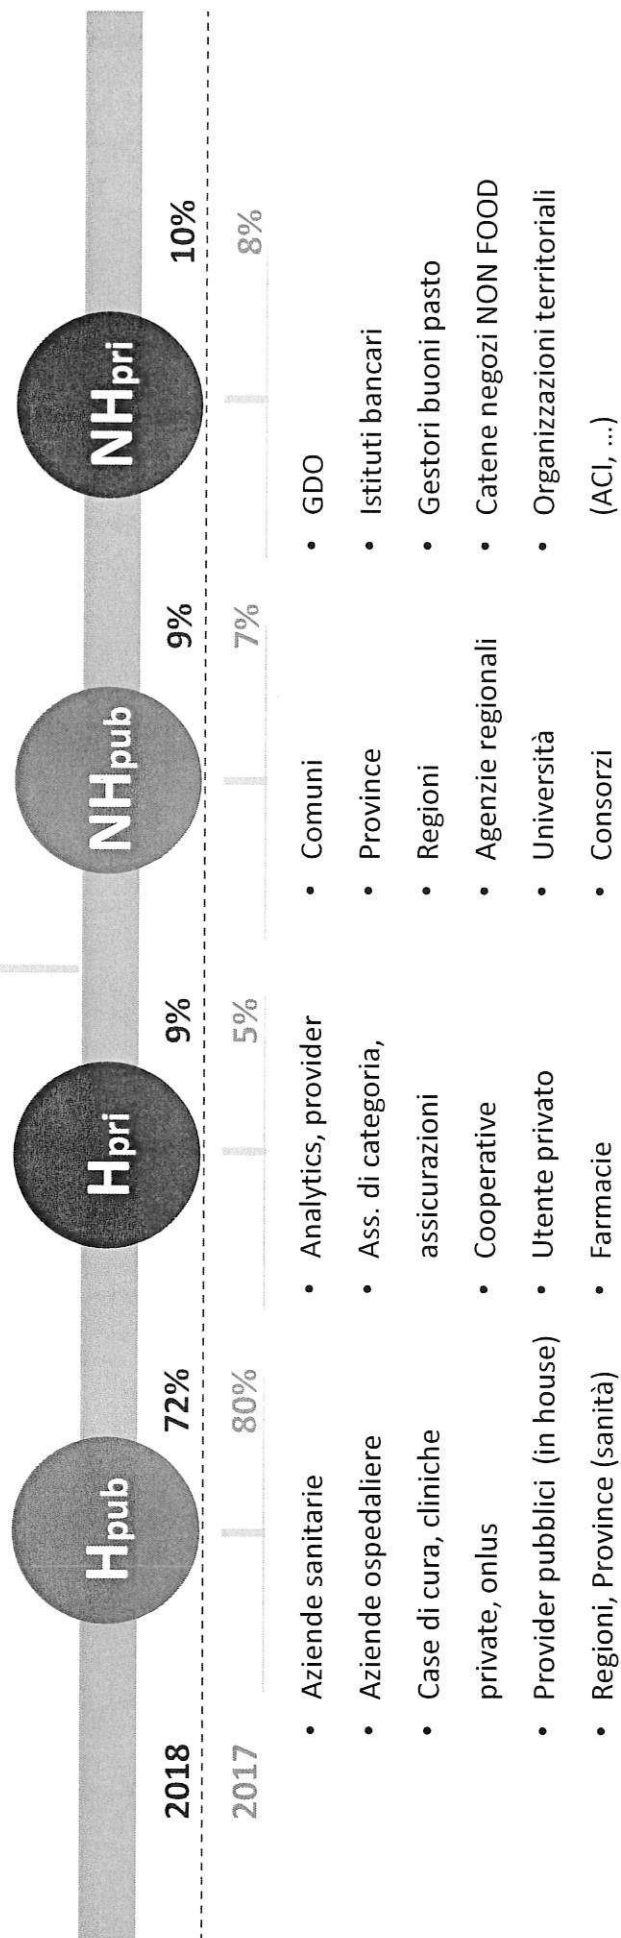 Hpub
Hpri
NHpub
NHpri
2018
72%
9%
9%
10%
2017
80%
5%
7%
8%
• Aziende sanitarie
• Aziende ospedaliere
• Case di cura, cliniche
private, onlus
• Provider pubblici (in house)
• Regioni, Province (sanità)
• Analytics, provider
• Ass. di categoria,
assicurazioni
• Cooperative
• Utente privato
• Farmacie
• Comuni
• Province
• Regioni
• Agenzie regionali
• Università
• Consorzi
• GDO
• Istituti bancari
• Gestori buoni pasto
• Catene negozi NON FOOD
• Organizzazioni territoriali
(ACI, ...)